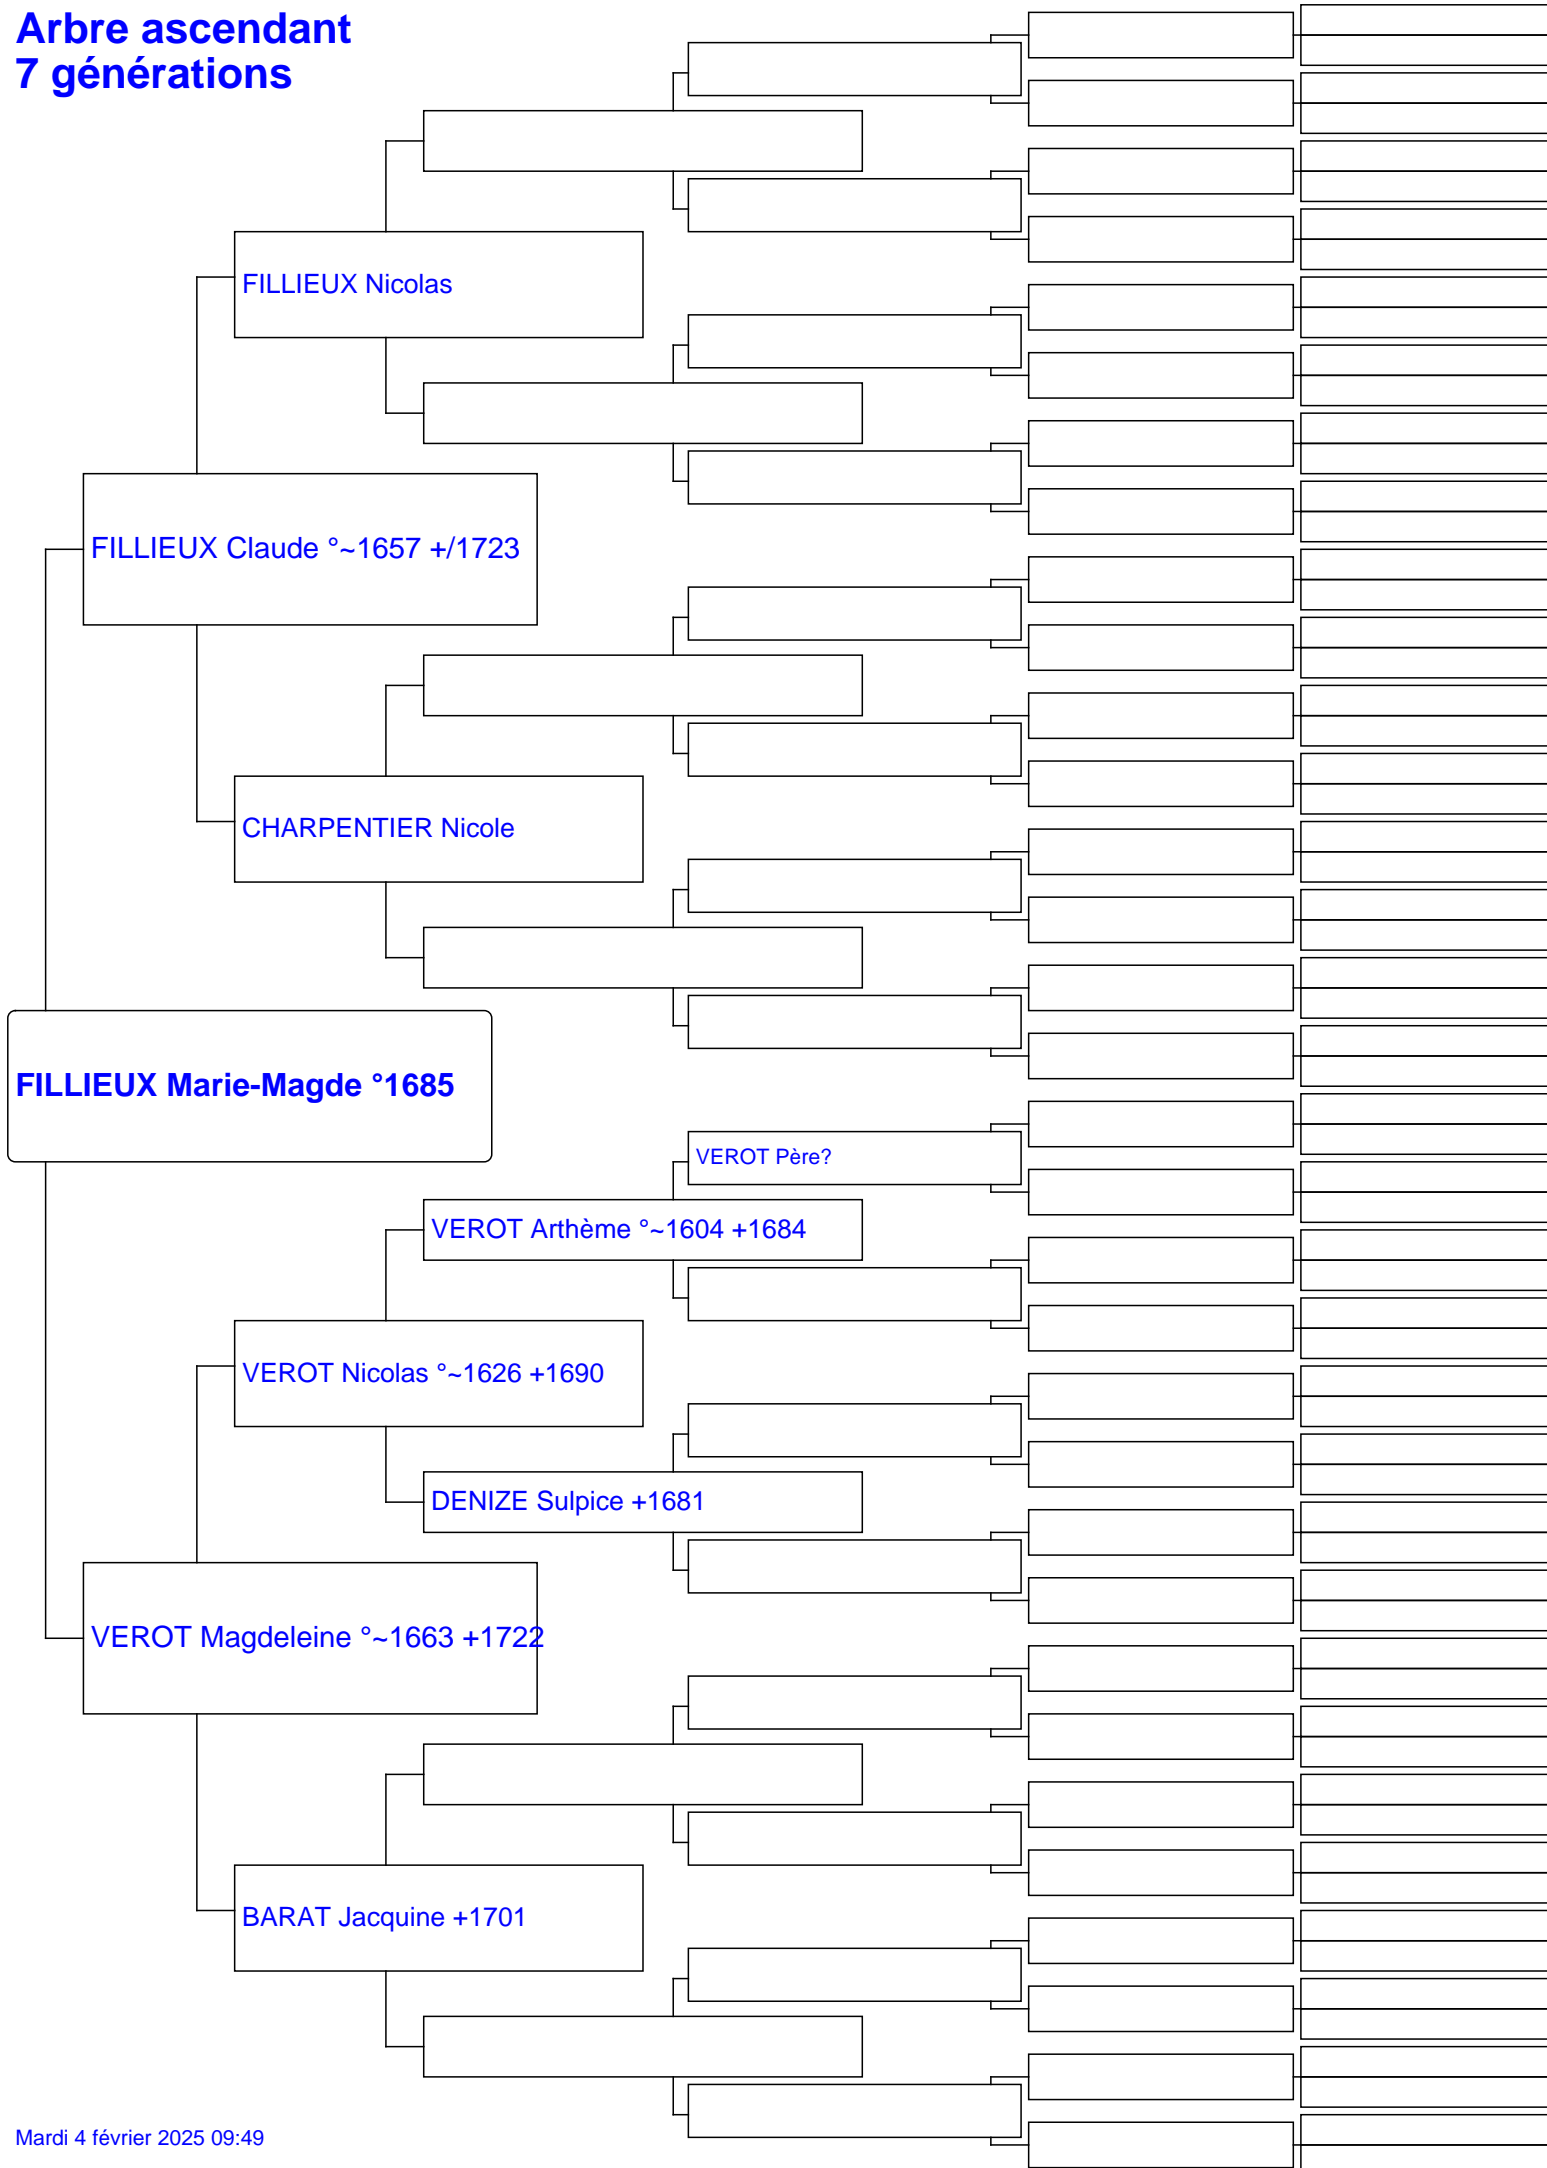 Arbre ascendant
7 générations
FILLIEUX Nicolas
FILLIEUX Claude °~1657 +/1723
CHARPENTIER Nicole
FILLIEUX Marie-Magde °1685
VEROT Père?
VEROT Arthème °~1604 +1684
VEROT Nicolas °~1626 +1690
DENIZE Sulpice +1681
VEROT Magdeleine °~1663 +1722
BARAT Jacquine +1701
Mardi 4 février 2025 09:49